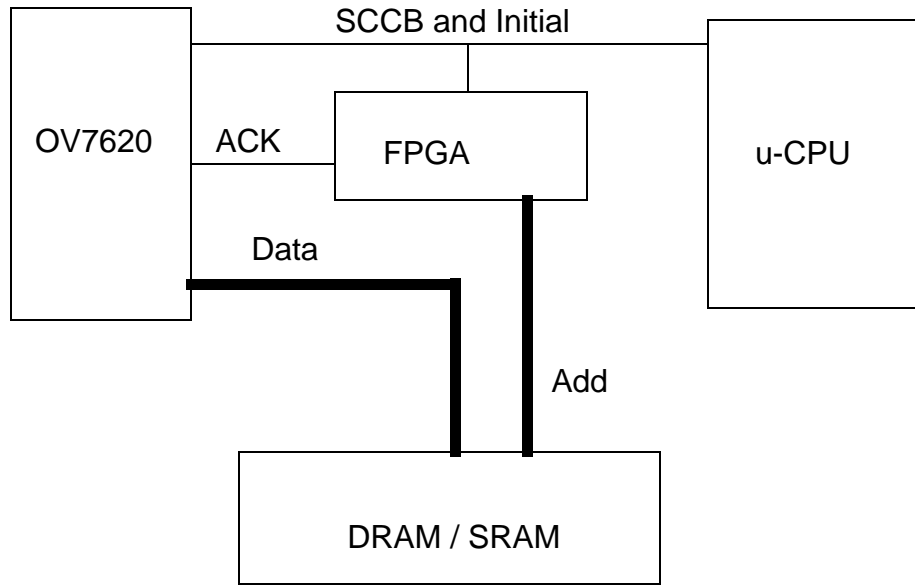 SCCB and Initial
OV7620
ACK
FPGA
u-CPU
Data
Add
DRAM / SRAM